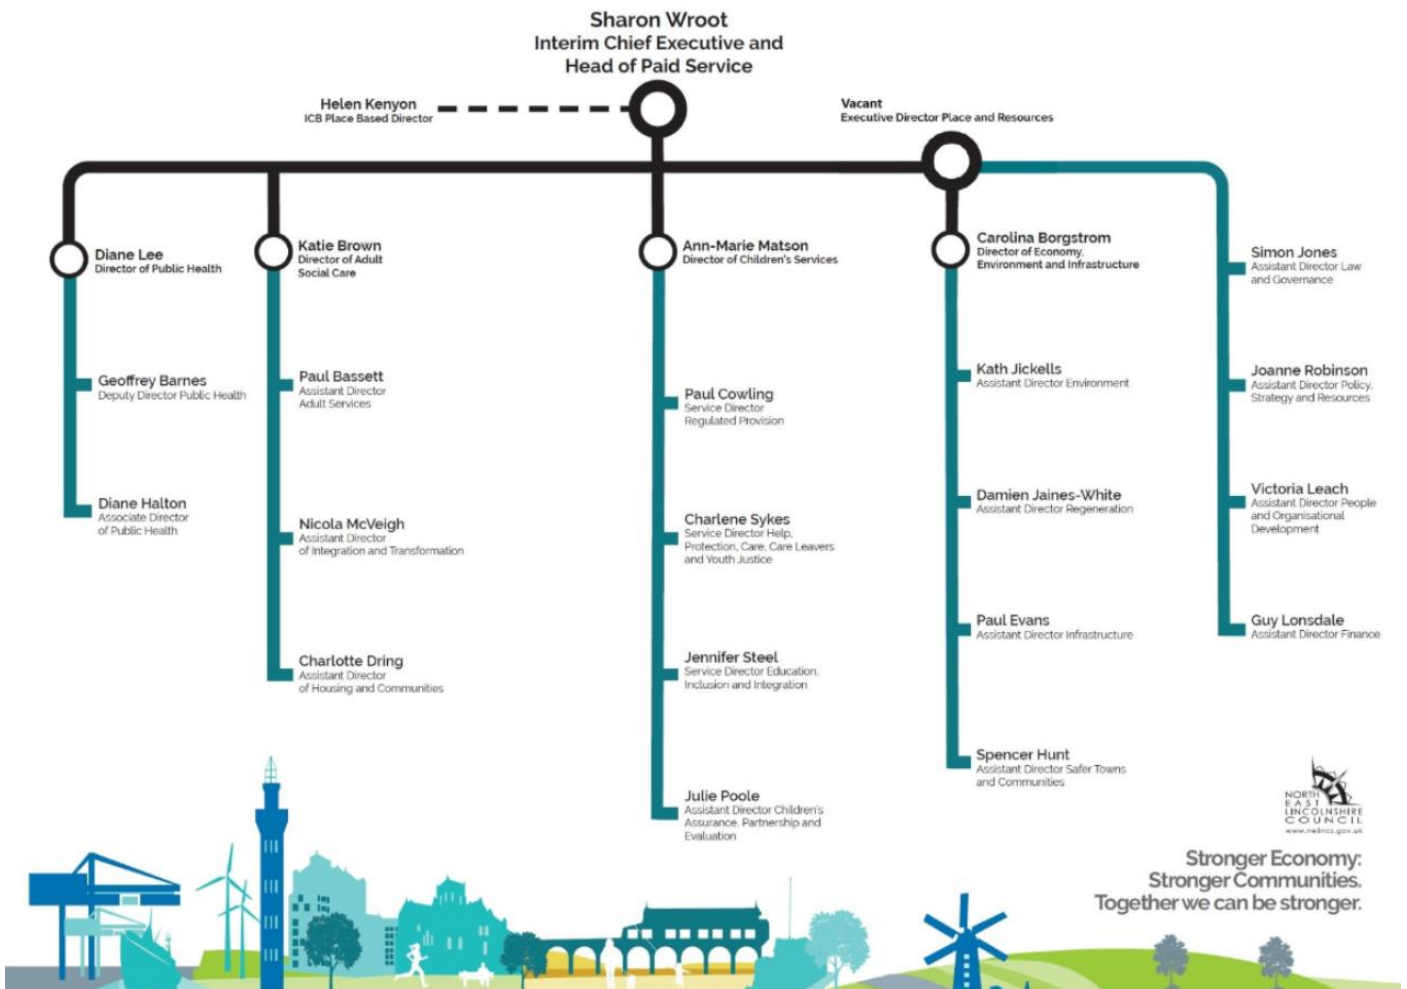 Sharon Wroot
Interim Chief Executive and
Head of Paid Service
Helen Kenyon
ICB Place Based Director
Vacant
Executive Director Place and Resources
Diane Lee
Director of Public Health
Geoffrey Barnes
Deputy Director Public Health
Diane Halton
Associate Director
of Public Health
Katie Brown
Director of Adult
Social Care
Paul Bassett
Assistant Director
Adult Services
Nicola McVeigh
Assistant Director
of Integration and Transformation
Charlotte Dring
Assistant Director
of Housing and Communities
Ann-Marie Matson
Director of Children's Services
Paul Cowling
Service Director
Regulated Provision
Charlene Sykes
Service Director Help,
Protection, Care, Care Leavers
and Youth Justice
Jennifer Steel
Service Director Education,
Inclusion and Integration
Julie Poole
Assistant Director Children's
Assurance, Partnership and
Evaluation
Carolina Borgstrom
Director of Economy,
Environment and Infrastructure
Kath Jickells
Assistant Director Environment
Damien Jaines-White
Assistant Director Regeneration
Paul Evans
Assistant Director Infrastructure
Spencer Hunt
Assistant Director Safer Towns
and Communities
Simon Jones
Assistant Director Law
and Governance
Joanne Robinson
Assistant Director Policy,
Strategy and Resources
Victoria Leach
Assistant Director People
and Organisational
Development
Guy Lonsdale
Assistant Director Finance
NORTH
EAST
LINCOLNSHIRE
COUNCIL
www.nelincs.gov.uk
Stronger Economy:
Stronger Communities.
Together we can be stronger.